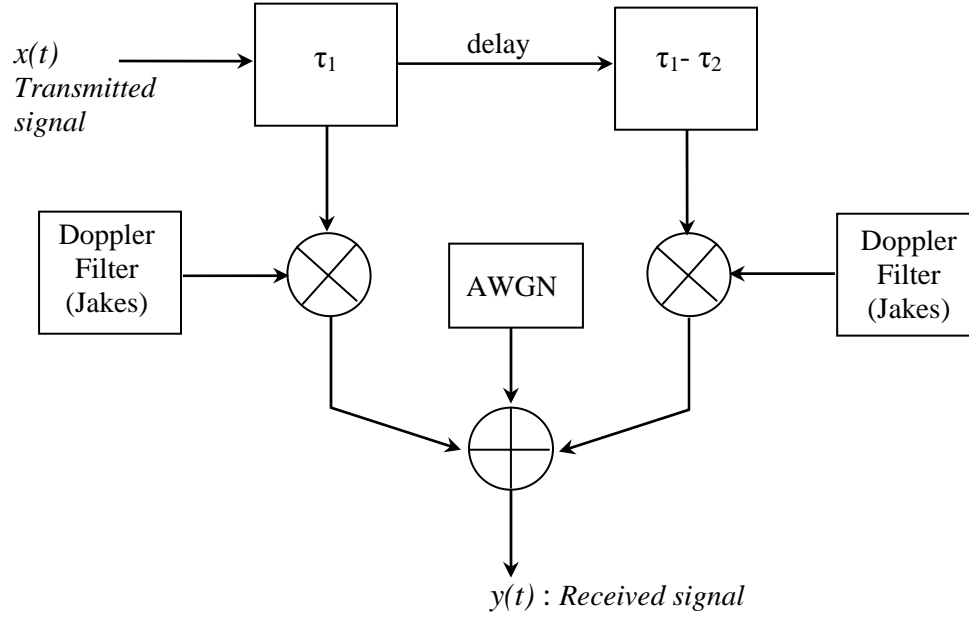 x(t)
Transmitted
signal
τ₁
delay
τ₁- τ₂
Doppler
Filter
(Jakes)
AWGN
Doppler
Filter
(Jakes)
y(t) : Received signal